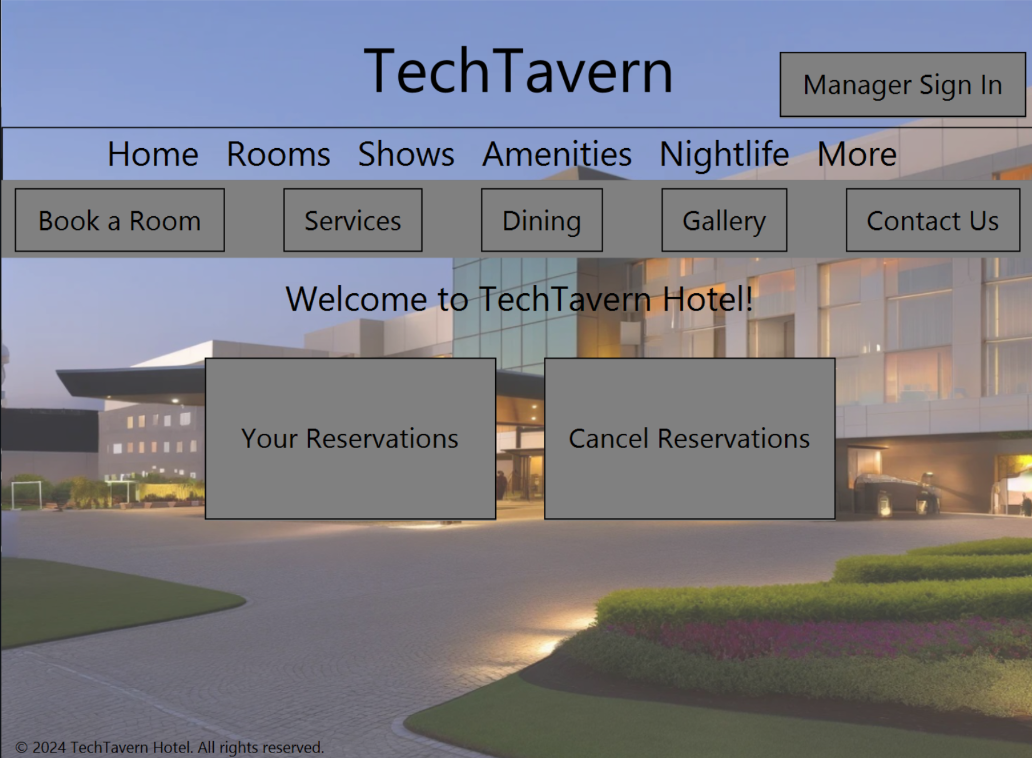 TechTavern
Manager Sign In
Home Rooms Shows Amenities Nightlife More
Book a Room Services Dining Gallery Contact Us
Welcome to TechTavern Hotel!
Your Reservations Cancel Reservations
© 2024 TechTavern Hotel. All rights reserved.